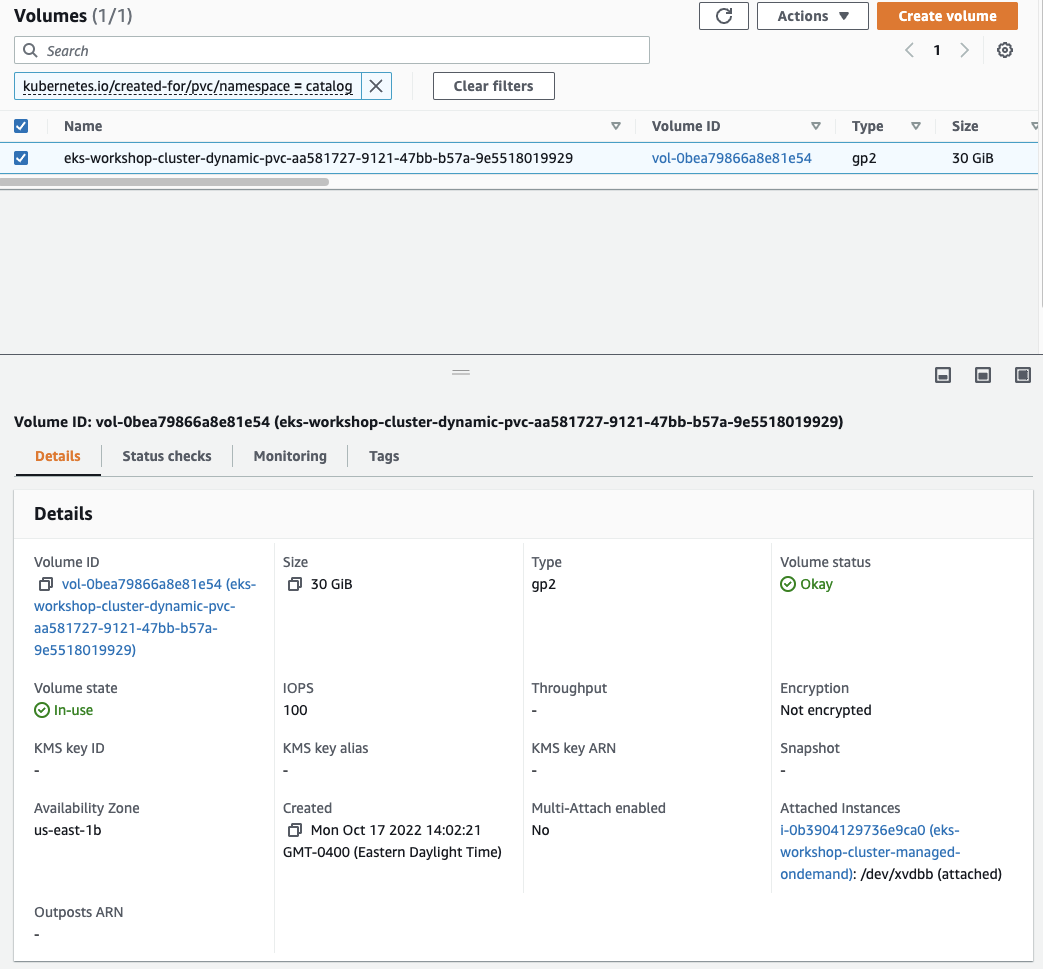 Volumes (1/1)
Actions
Create volume
Search
1
kubernetes.io/created-for/pvc/namespace = catalog
Clear filters
Name Volume ID Type Size
eks-workshop-cluster-dynamic-pvc-aa581727-9121-47bb-b57a-9e5518019929 vol-0bea79866a8e81e54 gp2 30 GiB
Volume ID: vol-0bea79866a8e81e54 (eks-workshop-cluster-dynamic-pvc-aa581727-9121-47bb-b57a-9e5518019929)
Details Status checks Monitoring Tags
Details
Volume ID
vol-0bea79866a8e81e54 (eks-
workshop-cluster-dynamic-pvc-
aa581727-9121-47bb-b57a-
9e5518019929)
Size
30 GiB
Type
gp2
Volume status
Okay
Volume state
In-use
IOPS
100
Throughput
-
Encryption
Not encrypted
KMS key ID
-
KMS key alias
-
KMS key ARN
-
Snapshot
-
Availability Zone
us-east-1b
Created
Mon Oct 17 2022 14:02:21
GMT-0400 (Eastern Daylight Time)
Multi-Attach enabled
No
Attached Instances
i-0b3904129736e9ca0 (eks-
workshop-cluster-managed-
ondemand): /dev/xvdbb (attached)
Outposts ARN
-